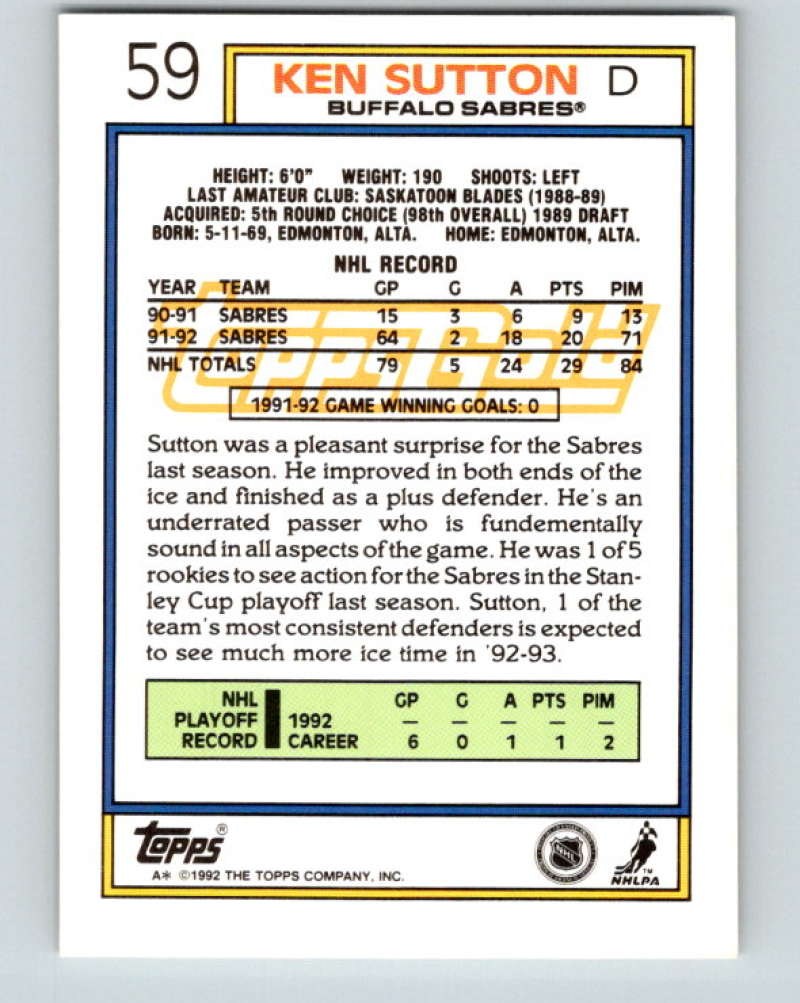 59
KEN SUTTON D
BUFFALO SABRES®
HEIGHT: 6'0" WEIGHT: 190 SHOOTS: LEFT
LAST AMATEUR CLUB: SASKATOON BLADES (1988-89)
ACQUIRED: 5th ROUND CHOICE (98th OVERALL) 1989 DRAFT
BORN: 5-11-69, EDMONTON, ALTA. HOME: EDMONTON, ALTA.
NHL RECORD
YEAR TEAM GP G A PTS PIM
90-91 SABRES 15 3 6 9 13
91-92 SABRES 64 2 18 20 71
NHL TOTALS 79 5 24 29 84
ToppsGold
1991-92 GAME WINNING GOALS: 0
Sutton was a pleasant surprise for the Sabres
last season. He improved in both ends of the
ice and finished as a plus defender. He's an
underrated passer who is fundementally
sound in all aspects of the game. He was 1 of 5
rookies to see action for the Sabres in the Stan-
ley Cup playoff last season. Sutton, 1 of the
team's most consistent defenders is expected
to see much more ice time in '92-93.
NHL GP G A PTS PIM
PLAYOFF 1992 — — — — —
RECORD CAREER 6 0 1 1 2
TOPPS®
A* ©1992 THE TOPPS COMPANY, INC.
NHL
NHLPA™